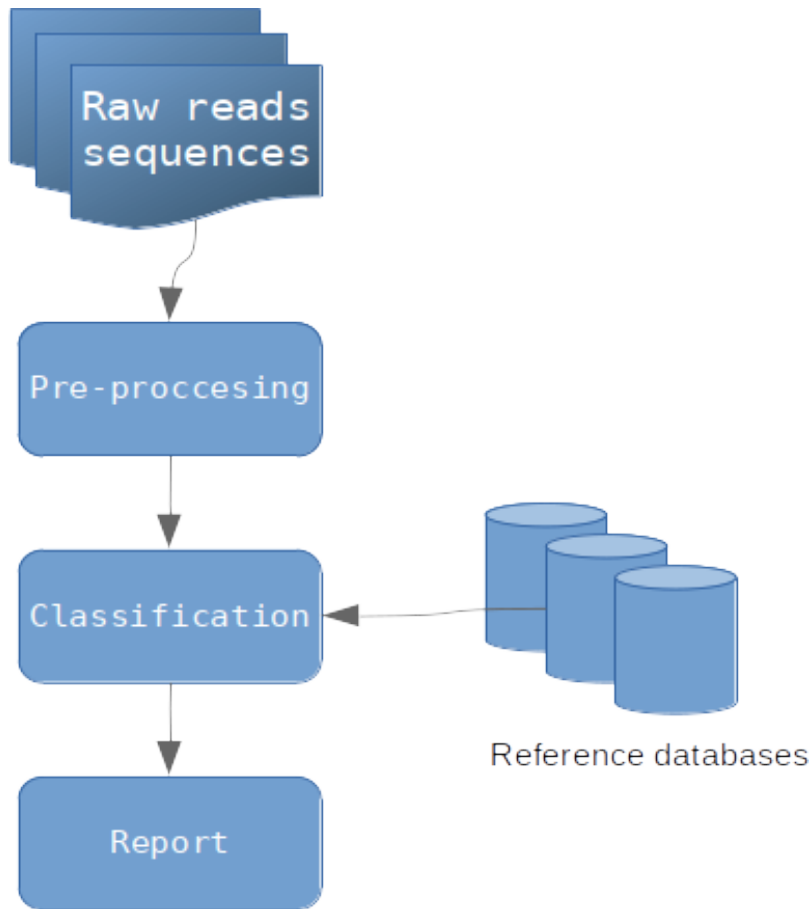 Raw reads
sequences
Pre-proccesing
Classification
Reference databases
Report